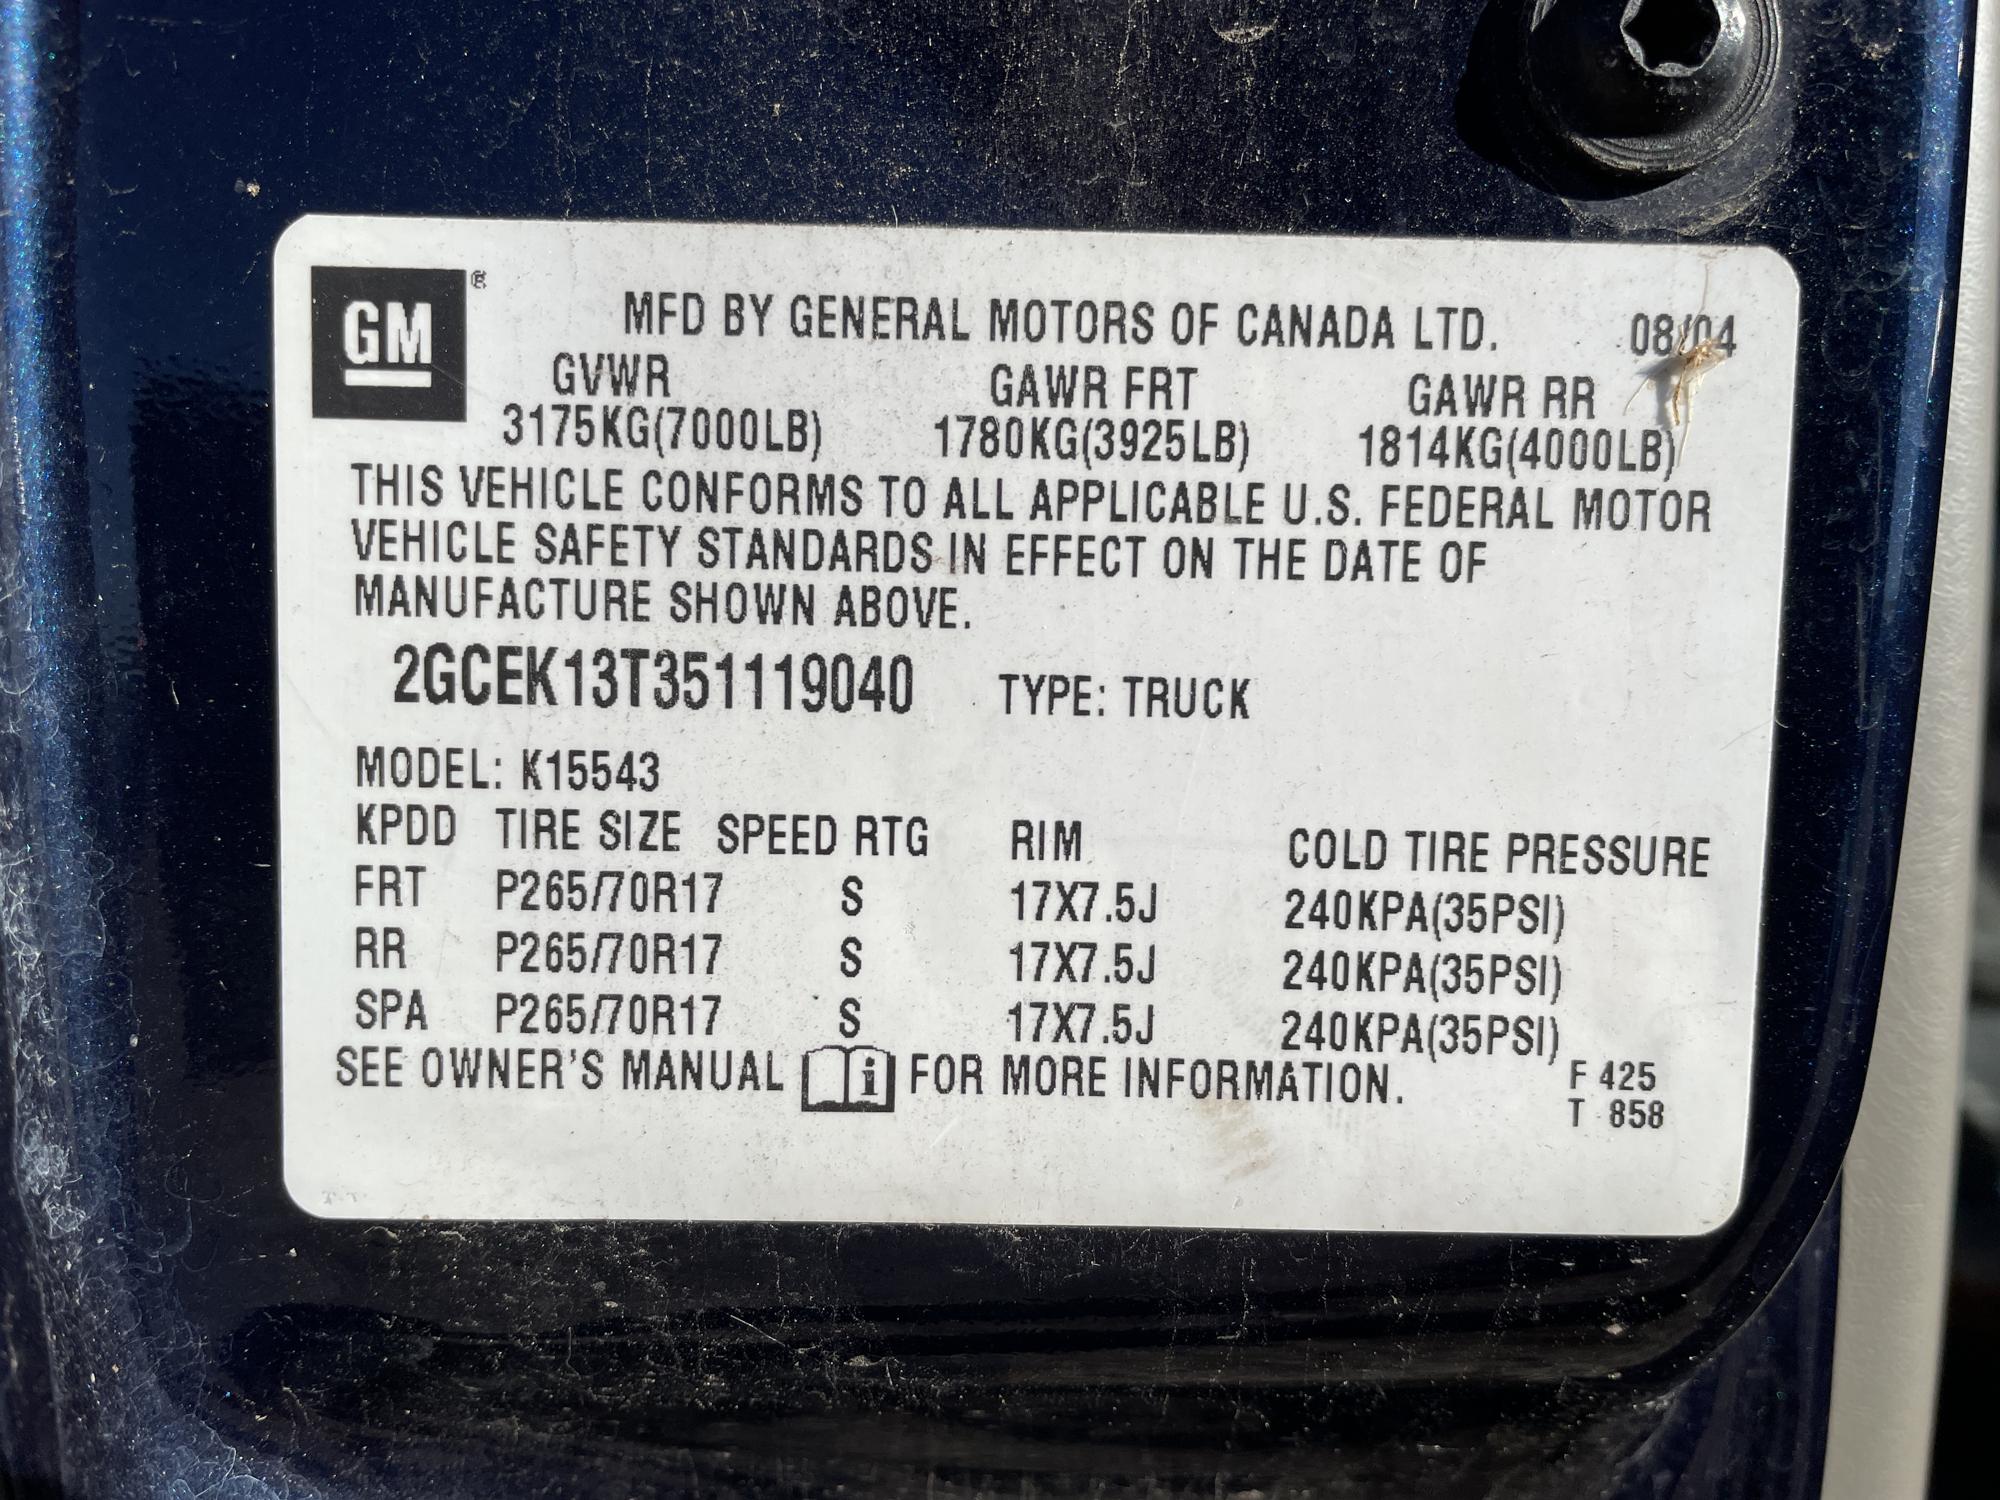 GM ®
MFD BY GENERAL MOTORS OF CANADA LTD. 08/04
GVWR GAWR FRT GAWR RR
3175KG(7000LB) 1780KG(3925LB) 1814KG(4000LB)
THIS VEHICLE CONFORMS TO ALL APPLICABLE U.S. FEDERAL MOTOR
VEHICLE SAFETY STANDARDS IN EFFECT ON THE DATE OF
MANUFACTURE SHOWN ABOVE.
2GCEK13T351119040 TYPE: TRUCK
MODEL: K15543
KPDD TIRE SIZE SPEED RTG RIM COLD TIRE PRESSURE
FRT P265/70R17 S 17X7.5J 240KPA(35PSI)
RR P265/70R17 S 17X7.5J 240KPA(35PSI)
SPA P265/70R17 S 17X7.5J 240KPA(35PSI)
SEE OWNER'S MANUAL i FOR MORE INFORMATION. F 425
T 858